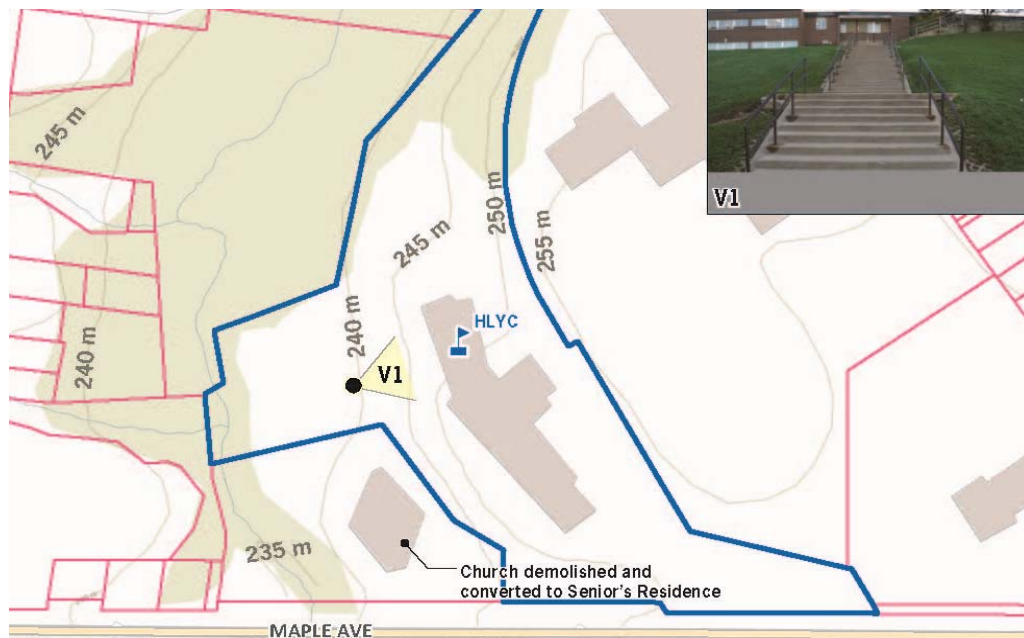 245 m
250 m
255 m
245 m
240 m
240 m
HLYC
V1
V1
235 m
Church demolished and
converted to Senior's Residence
MAPLE AVE